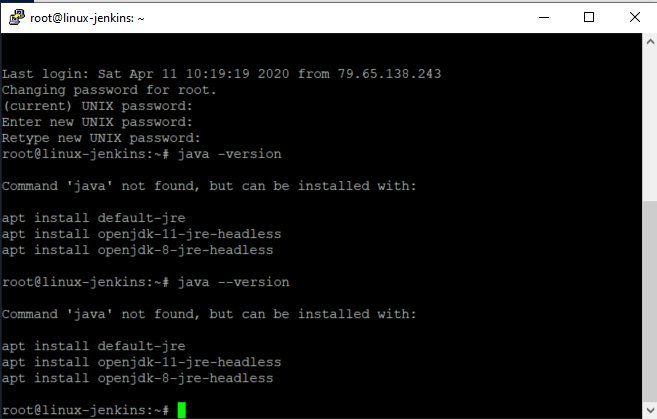 root@linux-jenkins: ~
Last login: Sat Apr 11 10:19:19 2020 from 79.65.138.243
Changing password for root.
(current) UNIX password:
Enter new UNIX password:
Retype new UNIX password:
root@linux-jenkins:~# java -version
Command 'java' not found, but can be installed with:
apt install default-jre
apt install openjdk-11-jre-headless
apt install openjdk-8-jre-headless
root@linux-jenkins:~# java --version
Command 'java' not found, but can be installed with:
apt install default-jre
apt install openjdk-11-jre-headless
apt install openjdk-8-jre-headless
root@linux-jenkins:~#